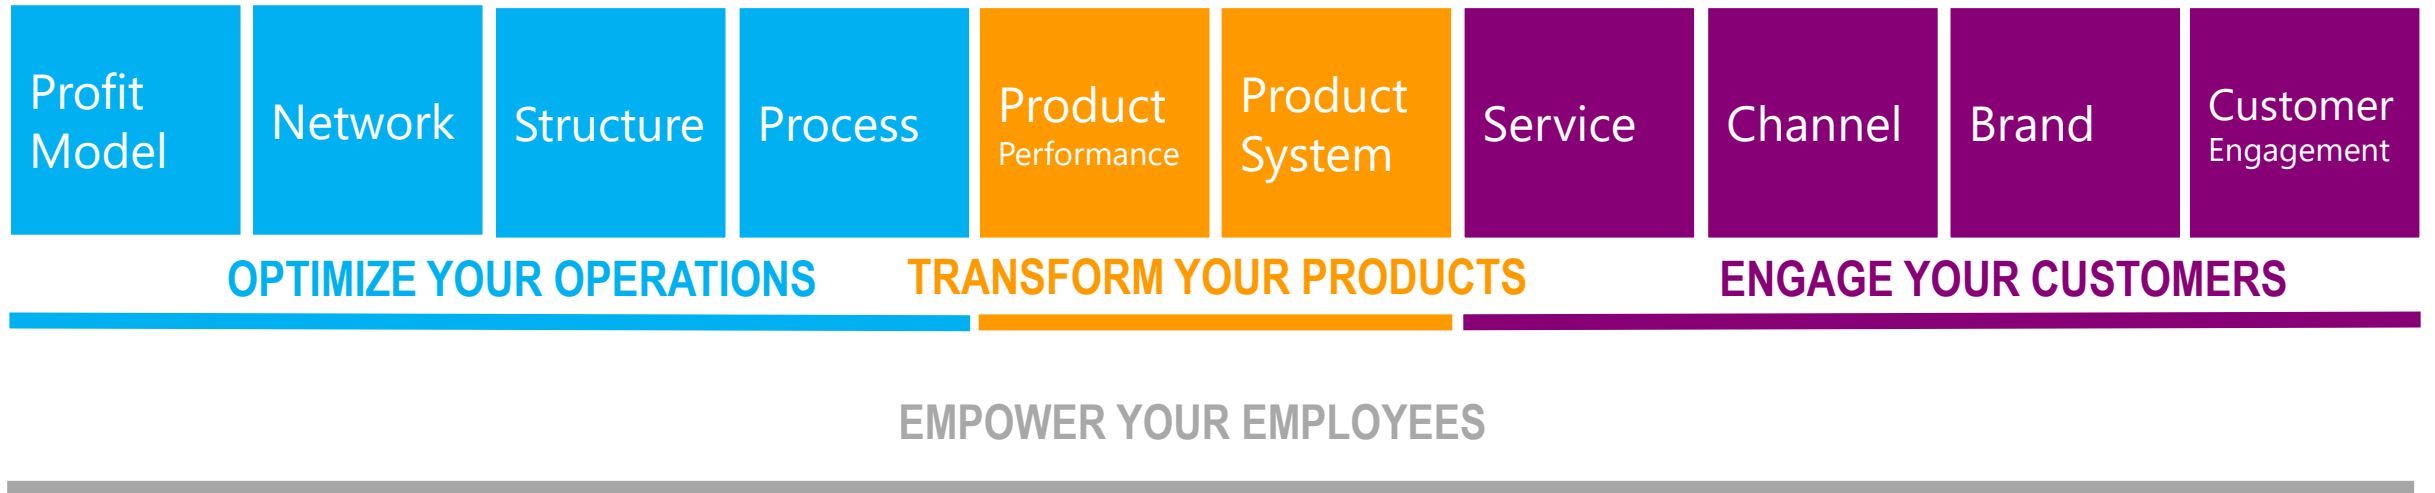 Profit
Model
Network
Structure
Process
Product
Performance
Product
System
Service
Channel
Brand
Customer
Engagement
OPTIMIZE YOUR OPERATIONS
TRANSFORM YOUR PRODUCTS
ENGAGE YOUR CUSTOMERS
EMPOWER YOUR EMPLOYEES